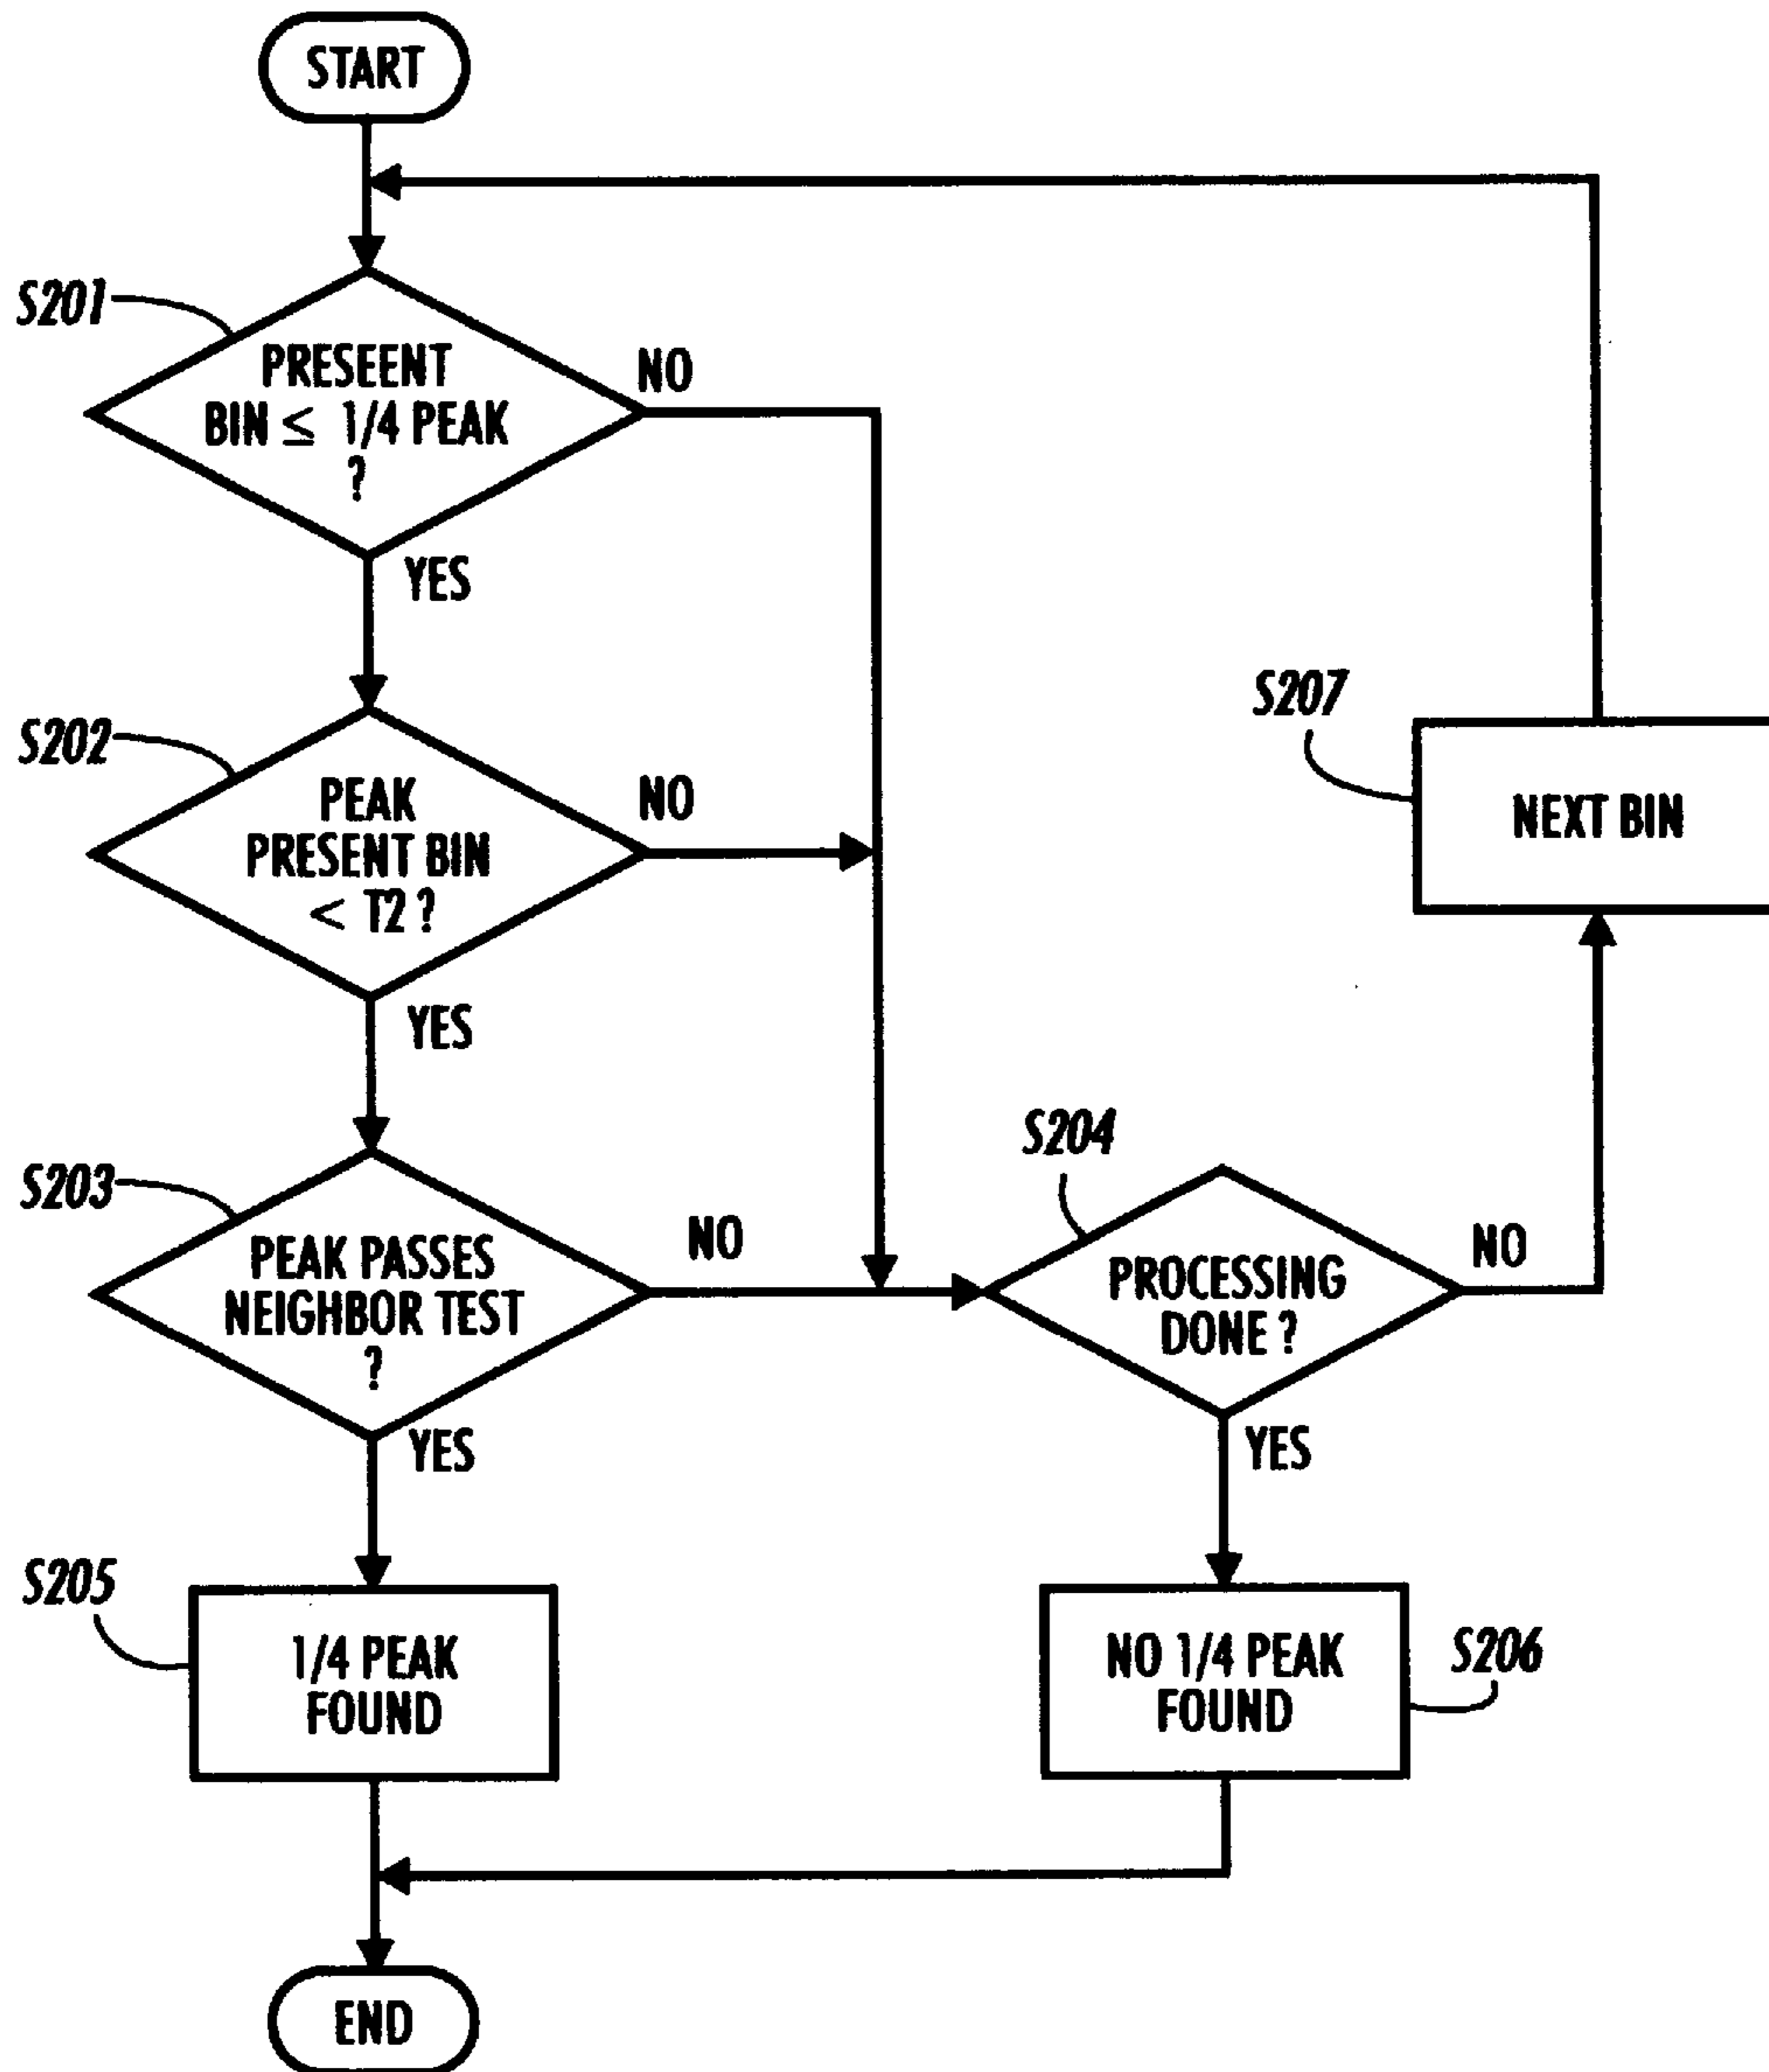 START
S201
PRESEENT
BIN ≤ 1/4 PEAK
?
NO
YES
S202
PEAK
PRESENT BIN
< T2 ?
NO
YES
S207
NEXT BIN
S203
PEAK PASSES
NEIGHBOR TEST
?
NO
YES
S204
PROCESSING
DONE ?
NO
YES
S205
1/4 PEAK
FOUND
NO 1/4 PEAK
FOUND
S206
END